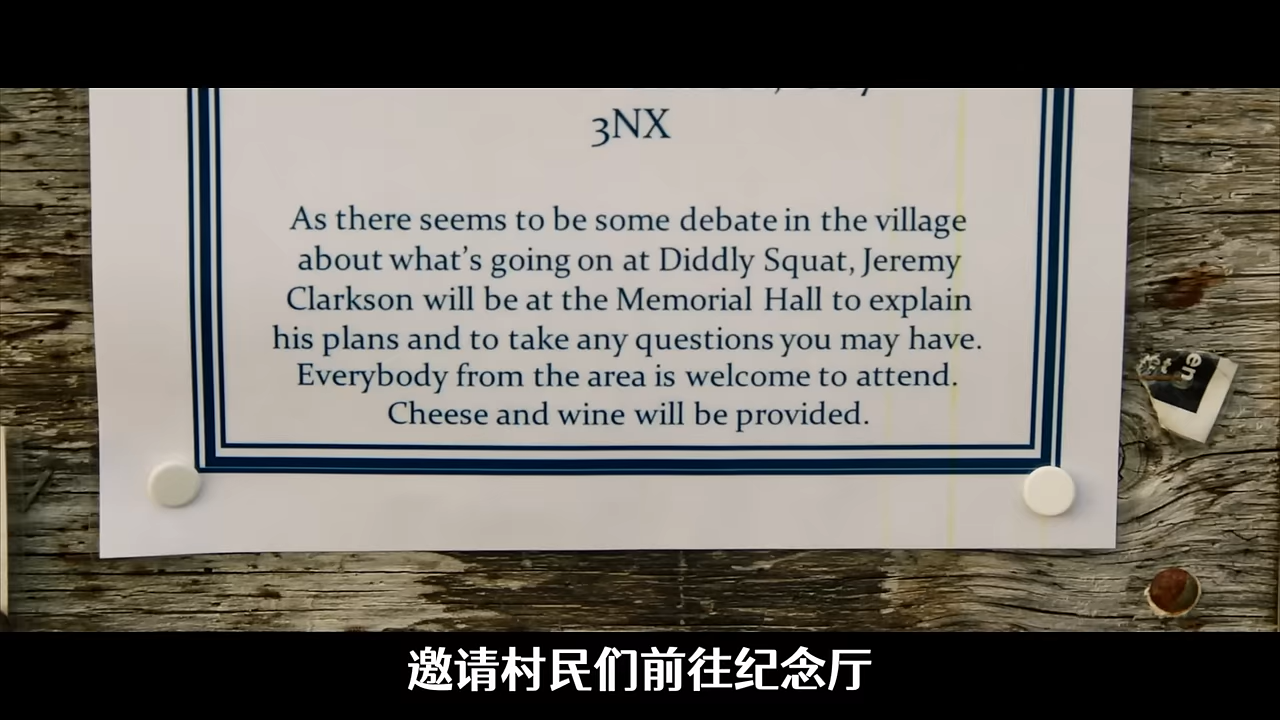 3NX
As there seems to be some debate in the village
about what's going on at Diddly Squat, Jeremy
Clarkson will be at the Memorial Hall to explain
his plans and to take any questions you may have.
Everybody from the area is welcome to attend.
Cheese and wine will be provided.
en
邀请村民们前往纪念厅